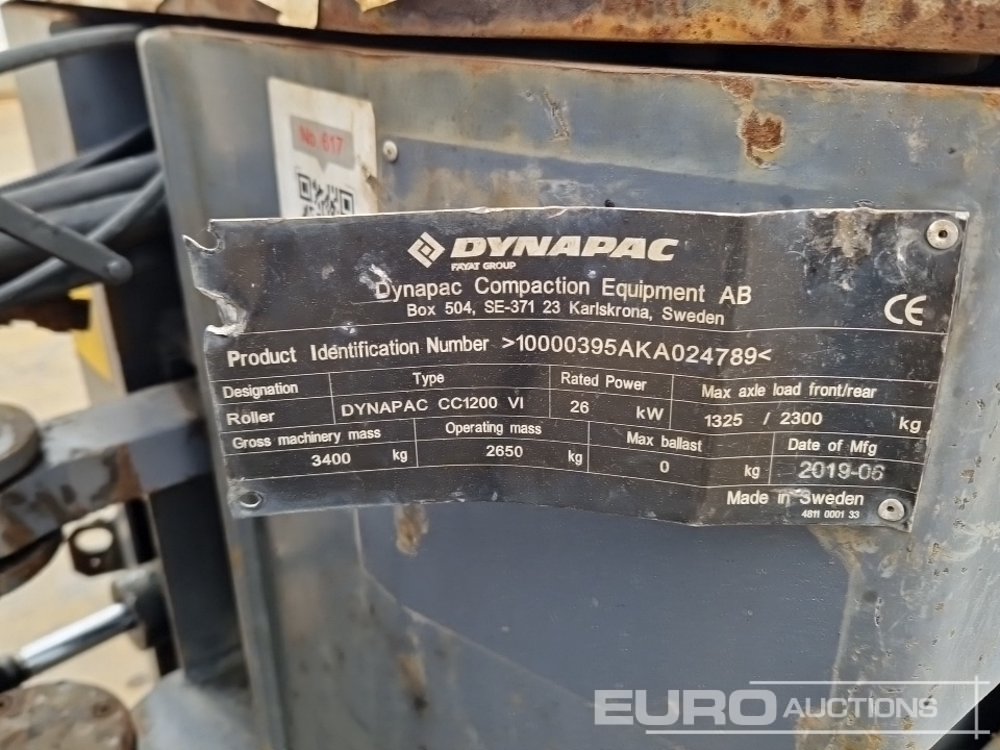 No. 617
DYNAPAC
FAYAT GROUP
Dynapac Compaction Equipment AB
Box 504, SE-371 23 Karlskrona, Sweden
CE
Product Identification Number >10000395AKA024789<
Designation Type Rated Power Max axle load front/rear
Roller DYNAPAC CC1200 VI 26 kW 1325 / 2300 kg
Gross machinery mass Operating mass Max ballast Date of Mfg
3400 kg 2650 kg 0 kg 2019-06
Made in Sweden
4811 0001 33
EURO AUCTIONS